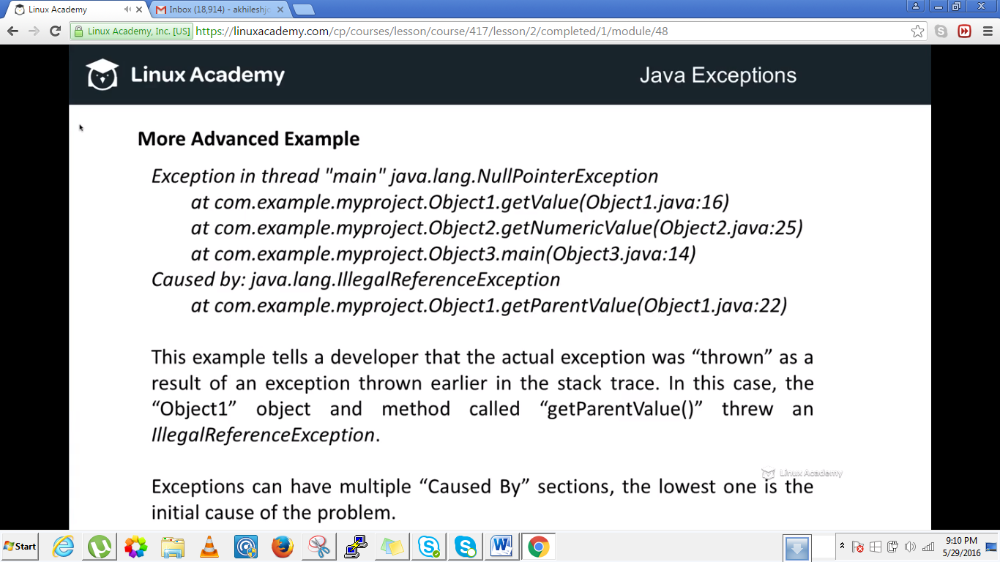 Linux Academy
Inbox (18,914) - akhileshjo
Linux Academy, Inc. [US]
https://linuxacademy.com/cp/courses/lesson/course/417/lesson/2/completed/1/module/48
Linux Academy
Java Exceptions
More Advanced Example
Exception in thread "main" java.lang.NullPointerException
at com.example.myproject.Object1.getValue(Object1.java:16)
at com.example.myproject.Object2.getNumericValue(Object2.java:25)
at com.example.myproject.Object3.main(Object3.java:14)
Caused by: java.lang.IllegalReferenceException
at com.example.myproject.Object1.getParentValue(Object1.java:22)
This example tells a developer that the actual exception was “thrown” as a
result of an exception thrown earlier in the stack trace. In this case, the
“Object1” object and method called “getParentValue()” threw an
IllegalReferenceException.
Linux Academy
Exceptions can have multiple “Caused By” sections, the lowest one is the
initial cause of the problem.
Start
9:10 PM
5/29/2016